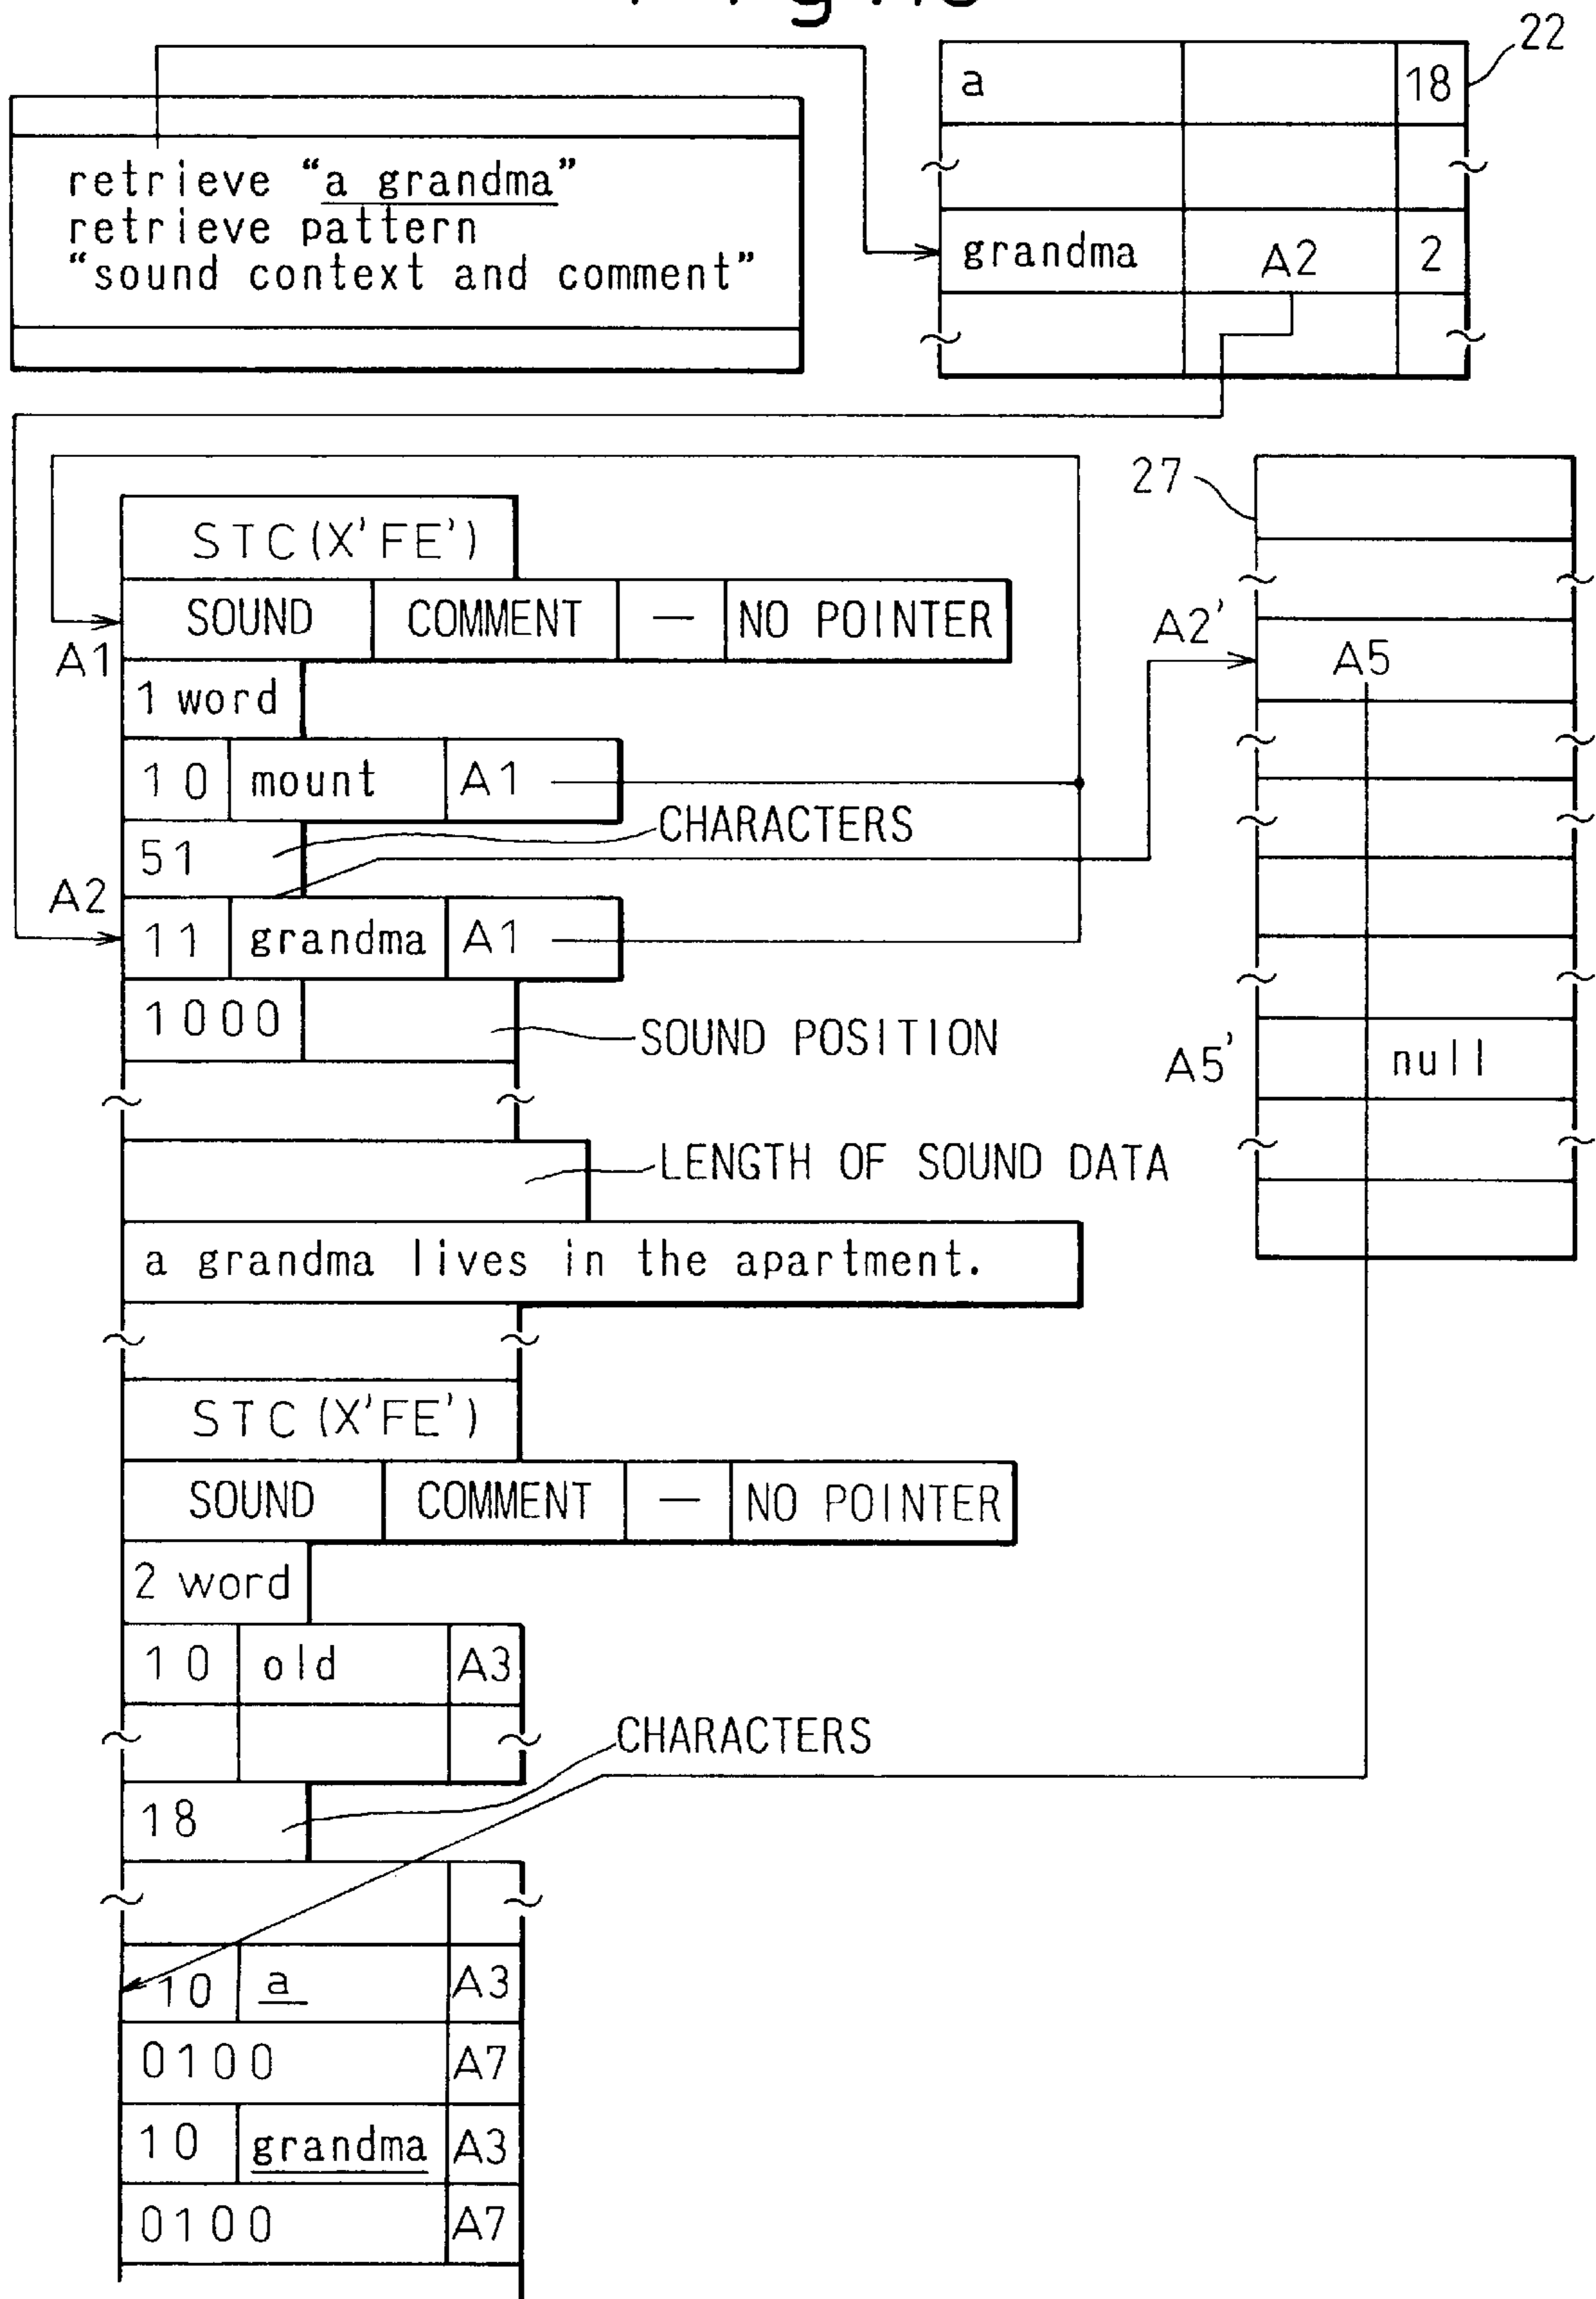 22
a 18
retrieve “a grandma”
retrieve pattern
“sound context and comment”
grandma A2 2
27
STC(X'FE')
SOUND COMMENT — NO POINTER
A1
A2'
A5
1 word
10 mount A1
CHARACTERS
51
A2
11 grandma A1
1000
SOUND POSITION
A5' null
LENGTH OF SOUND DATA
a grandma lives in the apartment.
STC(X'FE')
SOUND COMMENT — NO POINTER
2 word
10 old A3
CHARACTERS
18
10 a A3
0100 A7
10 grandma A3
0100 A7